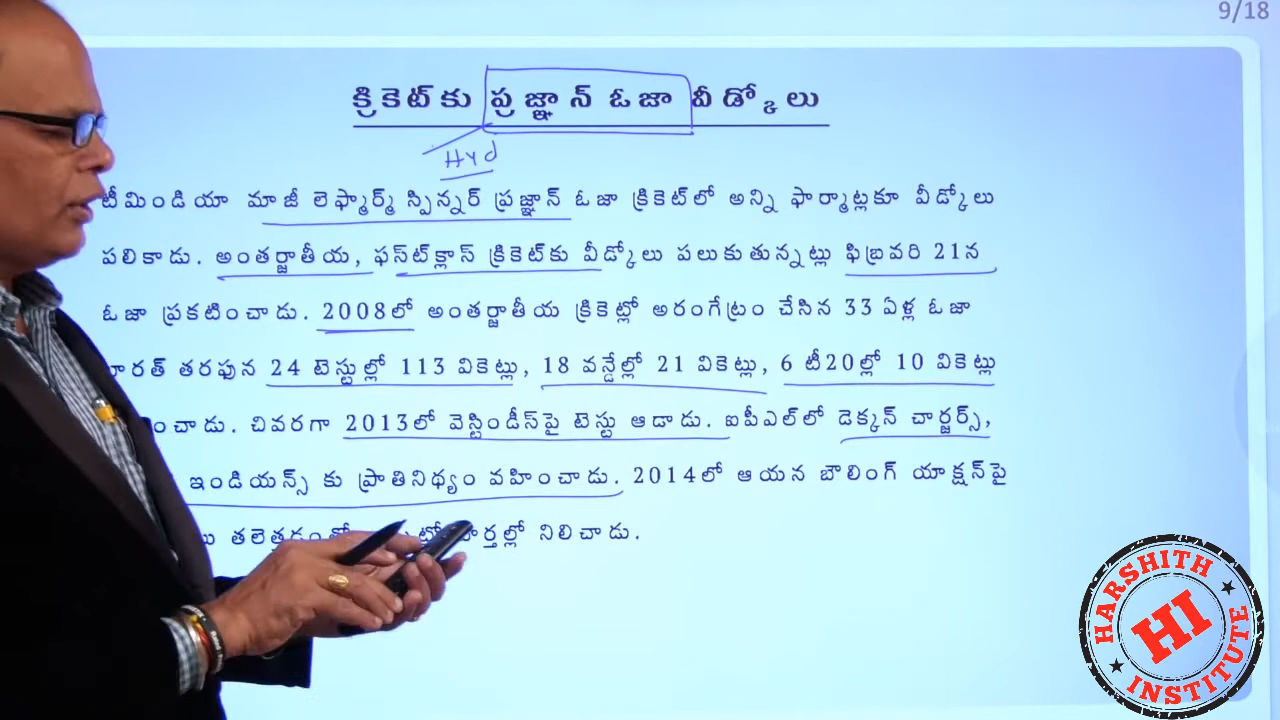 9/18
క్రికెట్‌కు ప్రజ్ఞాన్ ఓజా వీడ్కోలు
Hyd
టీమిండియా మాజీ లెఫ్మార్మ్ స్పిన్నర్ ప్రజ్ఞాన్ ఓజా క్రికెట్‌లో అన్ని ఫార్మాట్లకూ వీడ్కోలు
పలికాడు. అంతర్జాతీయ, ఫస్ట్‌క్లాస్ క్రికెట్‌కు వీడ్కోలు పలుకుతున్నట్లు ఫిబ్రవరి 21న
ఓజా ప్రకటించాడు. 2008లో అంతర్జాతీయ క్రికెట్లో అరంగేట్రం చేసిన 33 ఏళ్ల ఓజా
తరఫున 24 టెస్టుల్లో 113 వికెట్లు, 18 వన్డేల్లో 21 వికెట్లు, 6 టీ20ల్లో 10 వికెట్లు
చివరగా 2013లో వెస్టిండీస్‌పై టెస్టు ఆడాడు. ఐపీఎల్‌లో డెక్కన్ చార్జర్స్,
ఇండియన్స్ కు ప్రాతినిథ్యం వహించాడు. 2014లో ఆయన బౌలింగ్ యాక్షన్‌పై
నిలిచాడు.
HARSHITH
HI
INSTITUTE